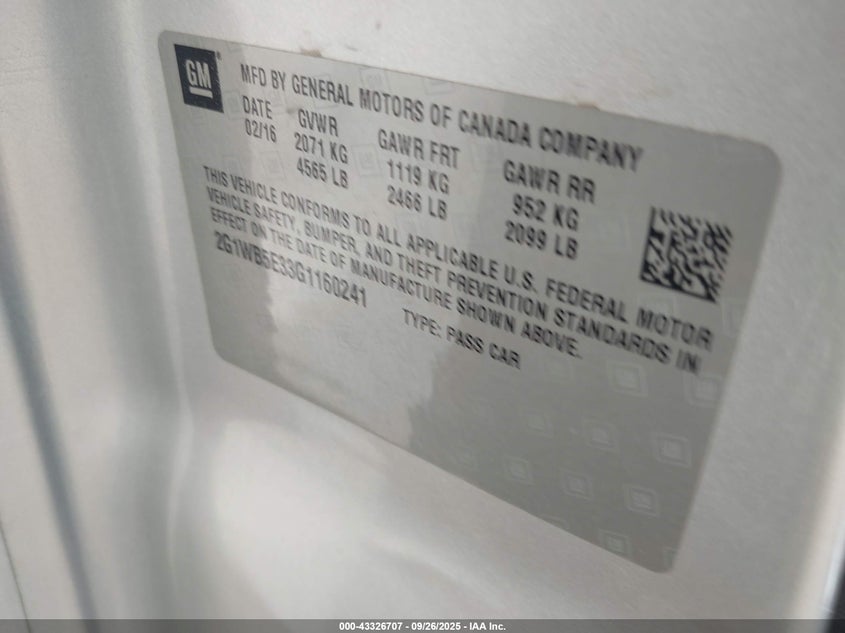 GM
MFD BY GENERAL MOTORS OF CANADA COMPANY
DATE GVWR GAWR FRT GAWR RR
02/16 2071 KG 1119 KG 952 KG
4565 LB 2466 LB 2099 LB
THIS VEHICLE CONFORMS TO ALL APPLICABLE U.S. FEDERAL MOTOR
VEHICLE SAFETY, BUMPER, AND THEFT PREVENTION STANDARDS IN
EFFECT ON THE DATE OF MANUFACTURE SHOWN ABOVE.
2G1WB5E33G1160241 TYPE: PASS CAR
000-43326707 - 09/26/2025 - IAA Inc.